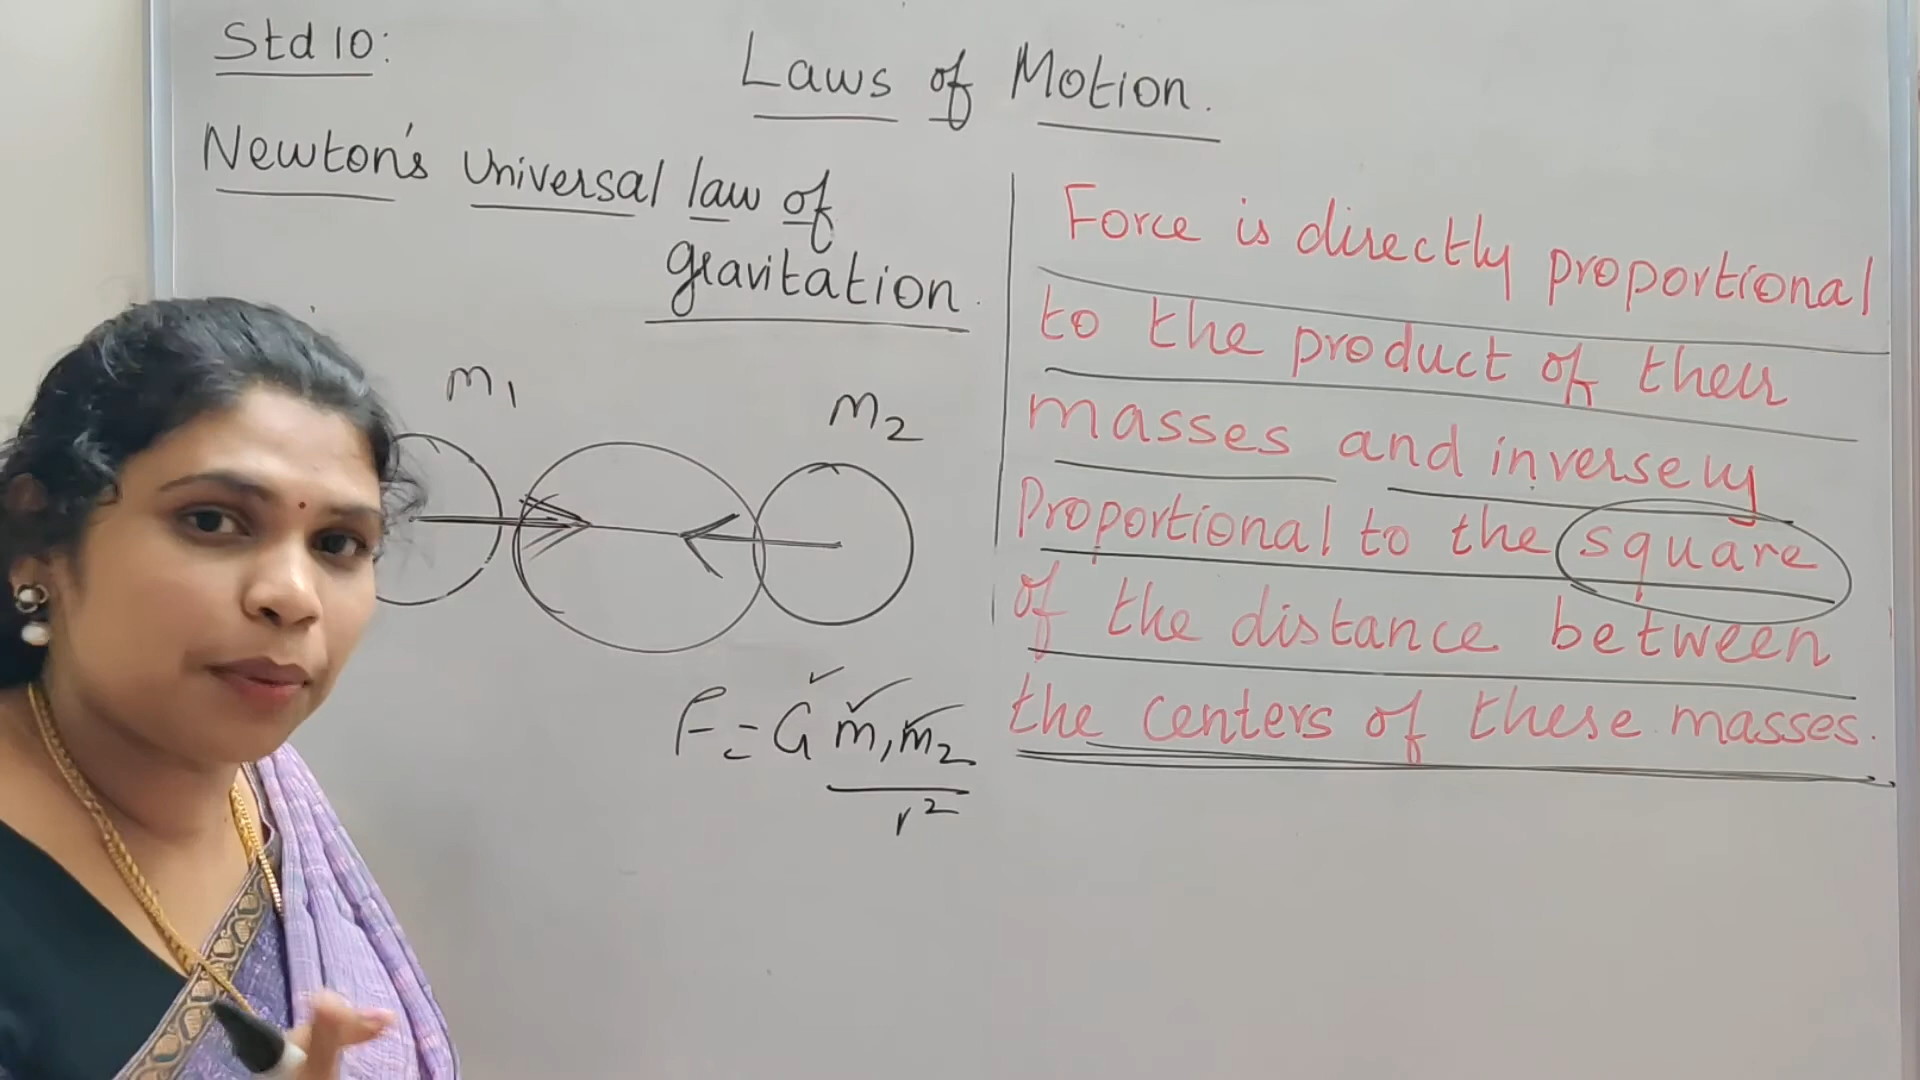 Std 10:
Laws of Motion.
Newton's Universal law of
gravitation.
m1
m2
F = G m1 m2
r²
Force is directly proportional
to the product of their
masses and inversely
Proportional to the square
of the distance between
the centers of these masses.